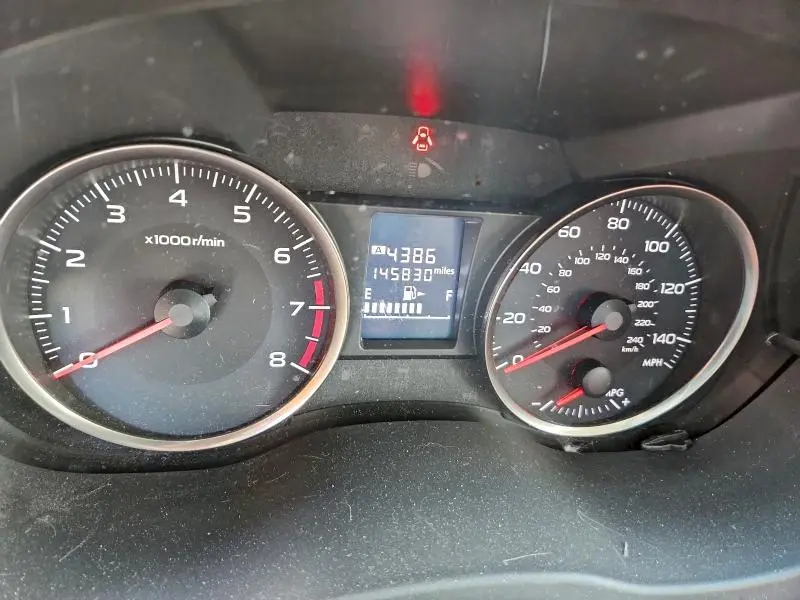 0 1 2 3 4 5 6 7 8
x1000r/min
A 4386
145830 miles
E F
0 20 40 60 80 100 120 140
MPH
20 40 60 80 100 120 140 160 180 200 220 240
km/h
- MPG +